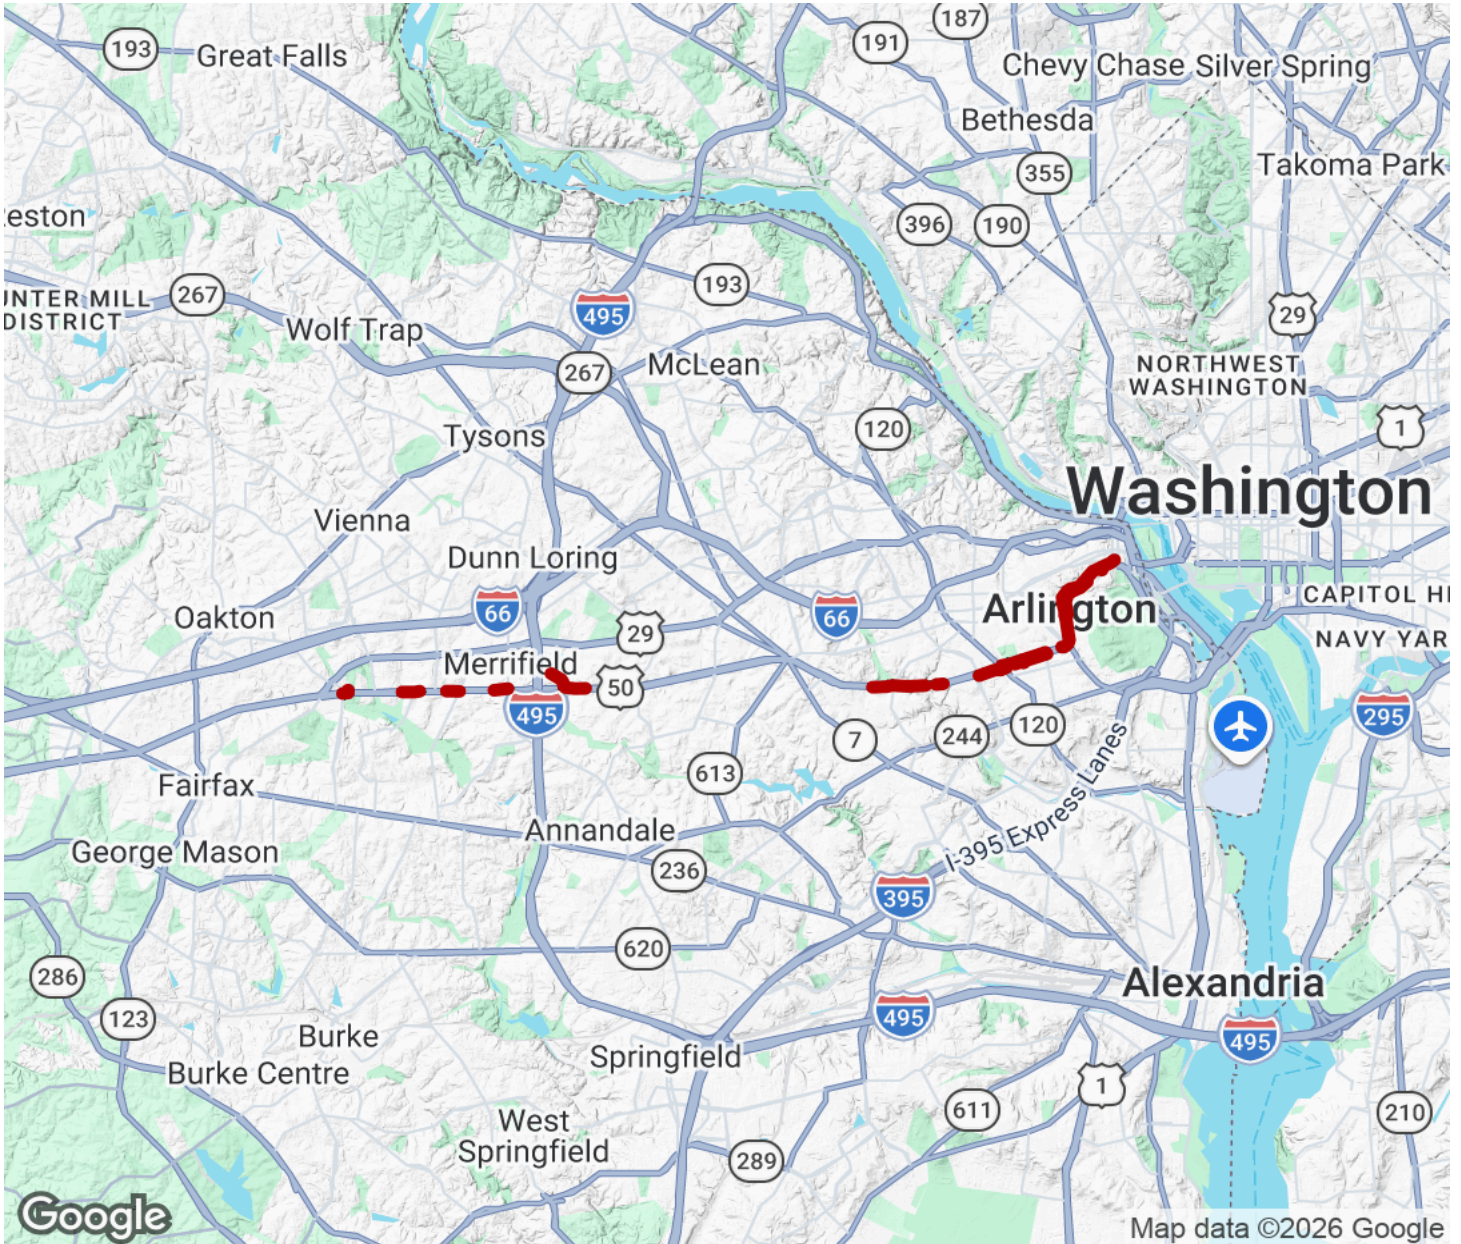 187
193
Great Falls
191
Chevy Chase
Silver Spring
Bethesda
Takoma Park
355
eston
396
190
193
267
UNTER MILL
DISTRICT
495
29
Wolf Trap
267
McLean
NORTHWEST
WASHINGTON
120
1
Tysons
Washington
Vienna
Dunn Loring
66
66
Oakton
29
Arlington
CAPITOL HI
NAVY YAR
Merrifield
50
495
7
244
120
295
613
Fairfax
I-395 Express Lanes
Annandale
George Mason
236
395
620
286
Alexandria
123
495
495
Burke
Springfield
Burke Centre
1
611
210
West
Springfield
289
Google
Map data ©2026 Google